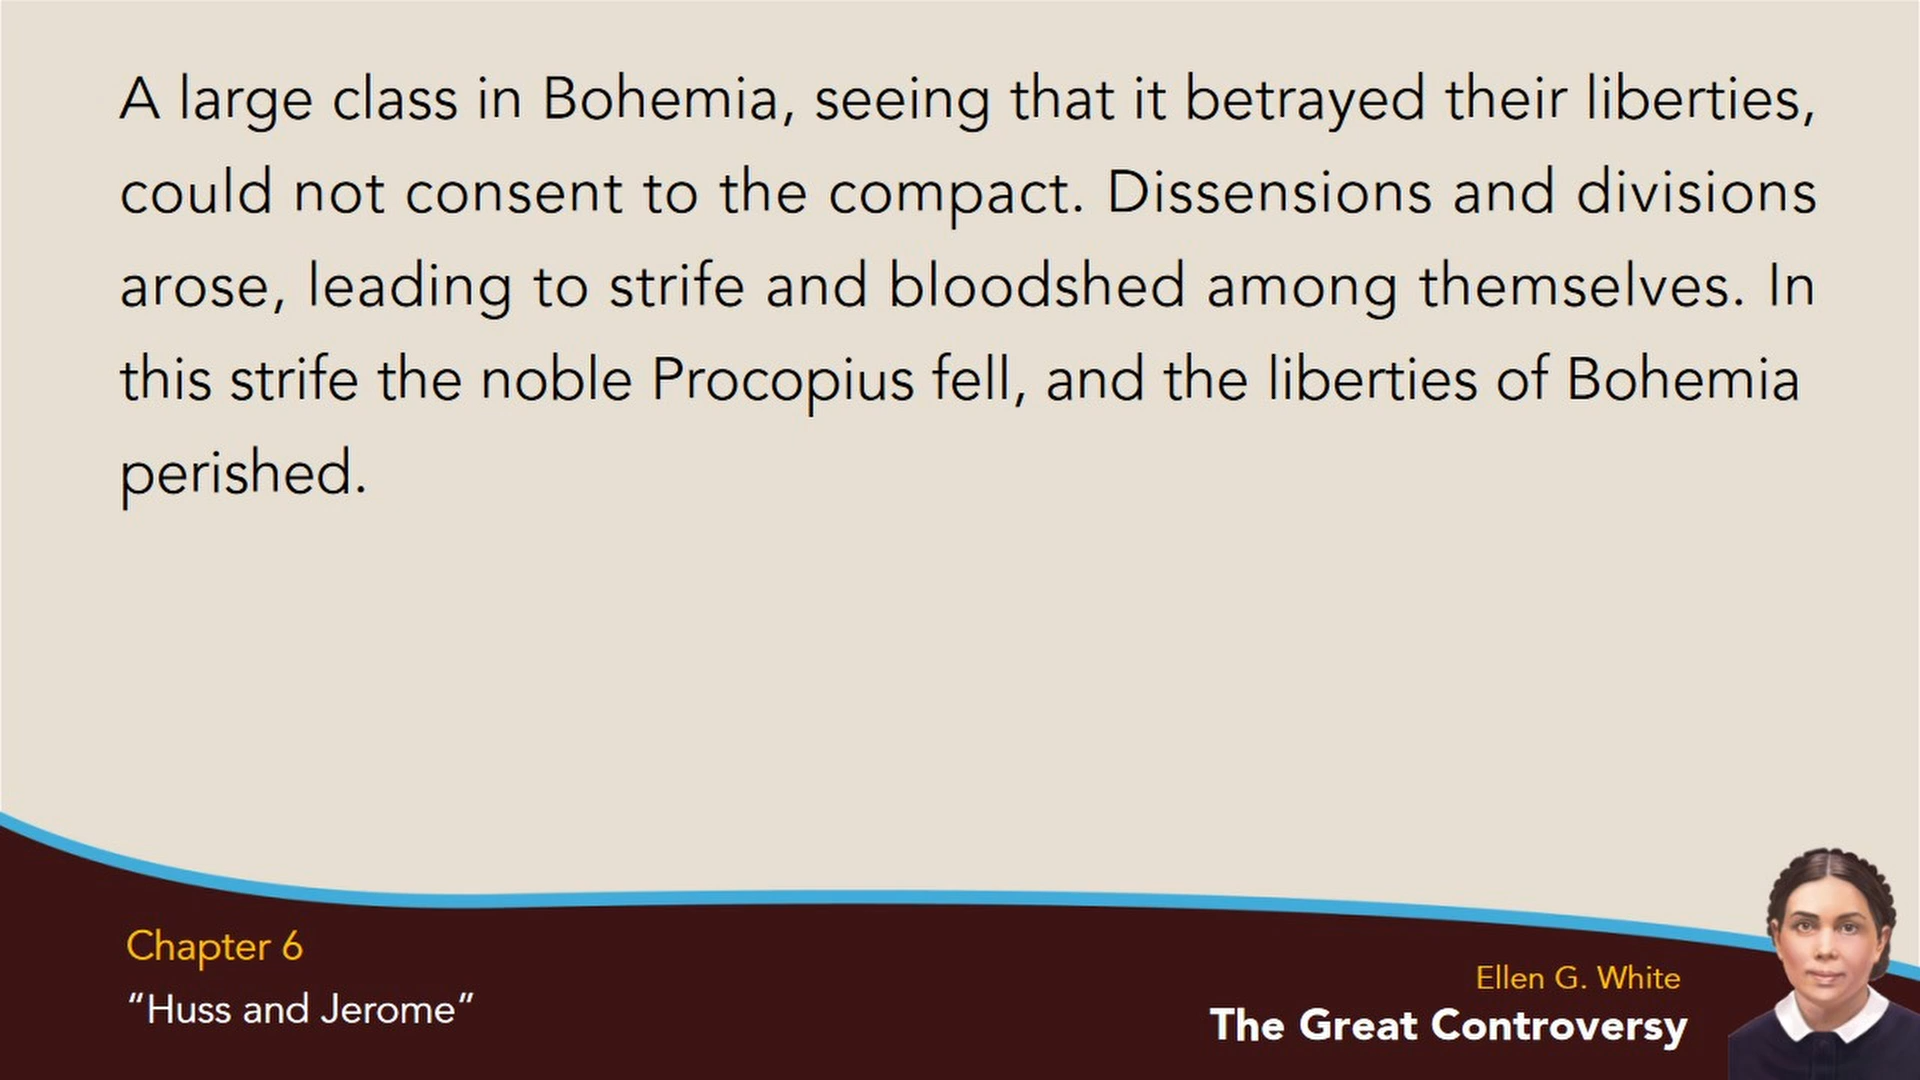 A large class in Bohemia, seeing that it betrayed their liberties,
could not consent to the compact. Dissensions and divisions
arose, leading to strife and bloodshed among themselves. In
this strife the noble Procopius fell, and the liberties of Bohemia
perished.
Chapter 6
“Huss and Jerome”
Ellen G. White
The Great Controversy